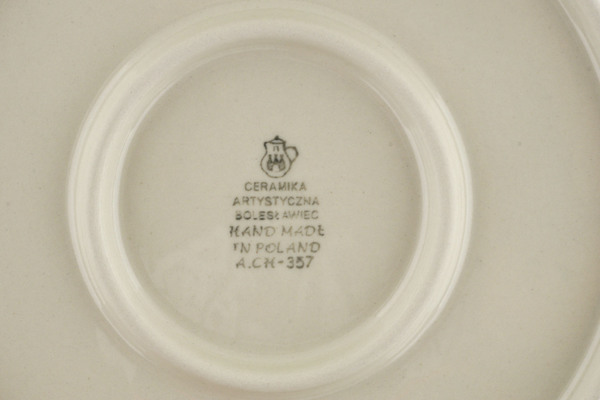 CERAMIKA
ARTYSTYCZNA
BOLESŁAWIEC
HAND MADE
IN POLAND
A.CH-357